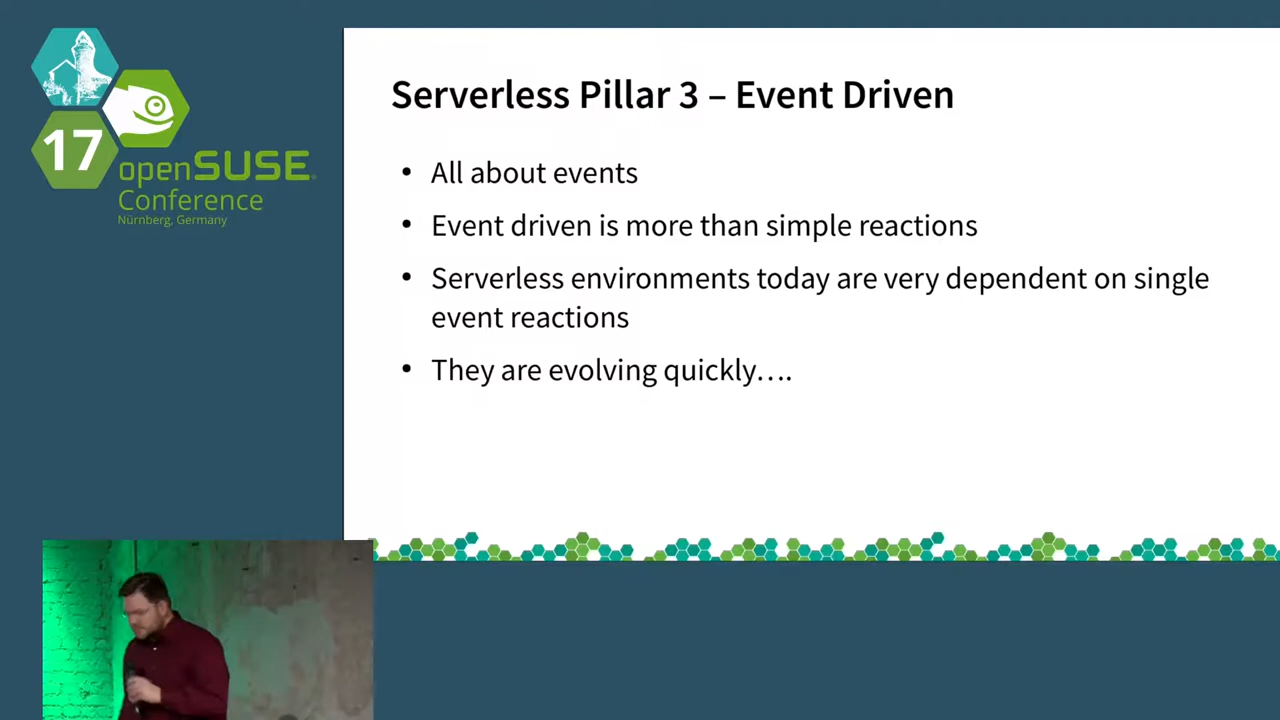 17
openSUSE
Conference
Nürnberg, Germany
Serverless Pillar 3 – Event Driven
• All about events
• Event driven is more than simple reactions
• Serverless environments today are very dependent on single
event reactions
• They are evolving quickly….